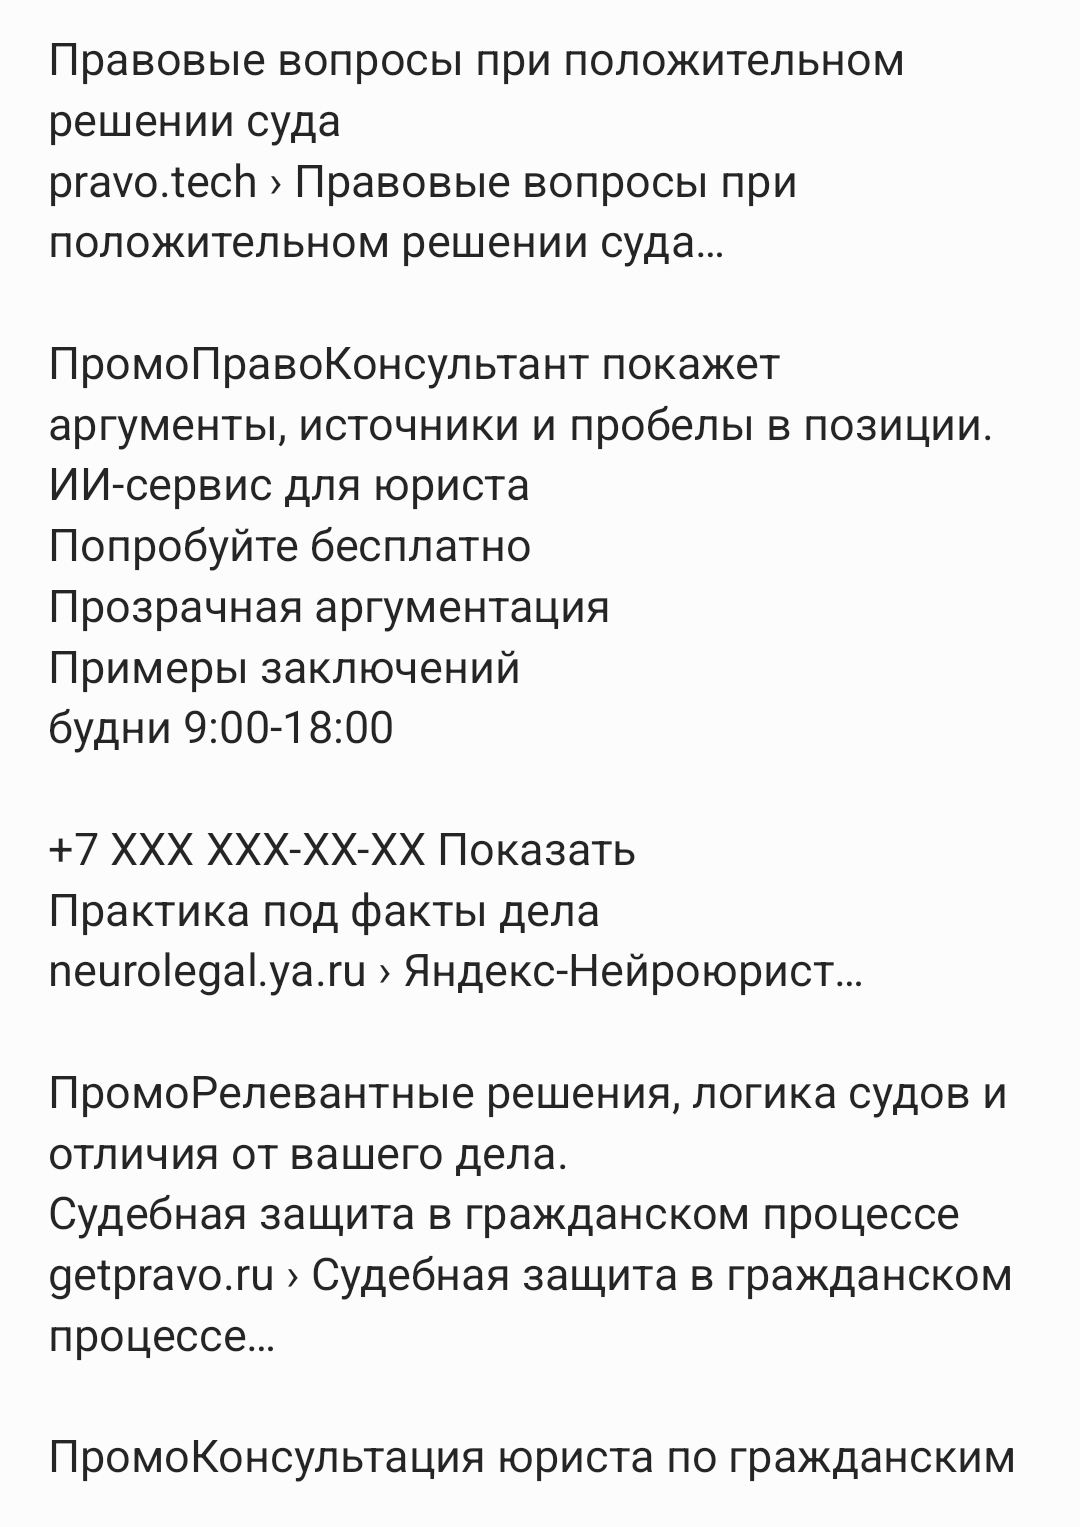 Правовые вопросы при положительном
решении суда
pravo.tech › Правовые вопросы при
положительном решении суда...
ПромоПравоКонсультант покажет
аргументы, источники и пробелы в позиции.
ИИ-сервис для юриста
Попробуйте бесплатно
Прозрачная аргументация
Примеры заключений
будни 9:00-18:00
+7 XXX XXX-XX-XX Показать
Практика под факты дела
neurolegal.ya.ru › Яндекс-Нейроюрист...
ПромоРелевантные решения, логика судов и
отличия от вашего дела.
Судебная защита в гражданском процессе
getpravo.ru › Судебная защита в гражданском
процессе...
ПромоКонсультация юриста по гражданским